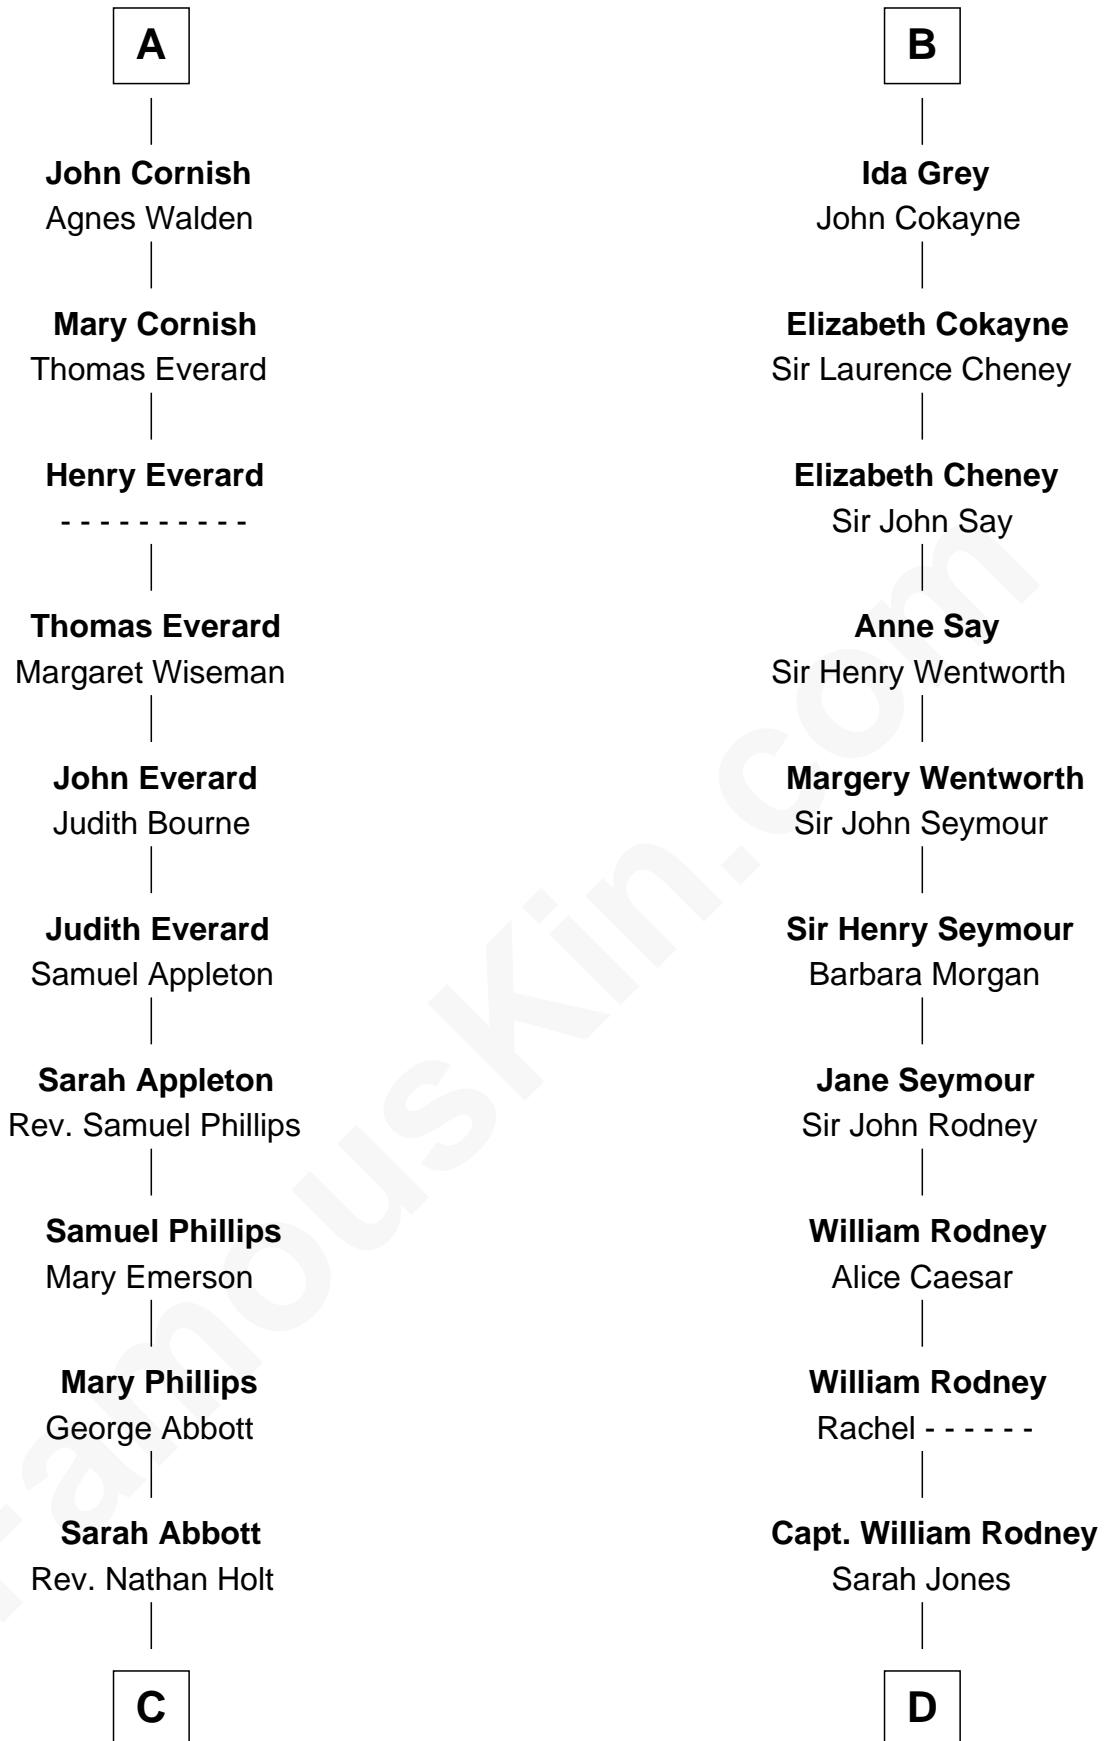 A
John Cornish
Agnes Walden
Mary Cornish
Thomas Everard
Henry Everard
- - - - - - - - - -
Thomas Everard
Margaret Wiseman
John Everard
Judith Bourne
Judith Everard
Samuel Appleton
Sarah Appleton
Rev. Samuel Phillips
Samuel Phillips
Mary Emerson
Mary Phillips
George Abbott
Sarah Abbott
Rev. Nathan Holt
C
B
Ida Grey
John Cokayne
Elizabeth Cokayne
Sir Laurence Cheney
Elizabeth Cheney
Sir John Say
Anne Say
Sir Henry Wentworth
Margery Wentworth
Sir John Seymour
Sir Henry Seymour
Barbara Morgan
Jane Seymour
Sir John Rodney
William Rodney
Alice Caesar
William Rodney
Rachel - - - - - -
Capt. William Rodney
Sarah Jones
D
FamousKin.com